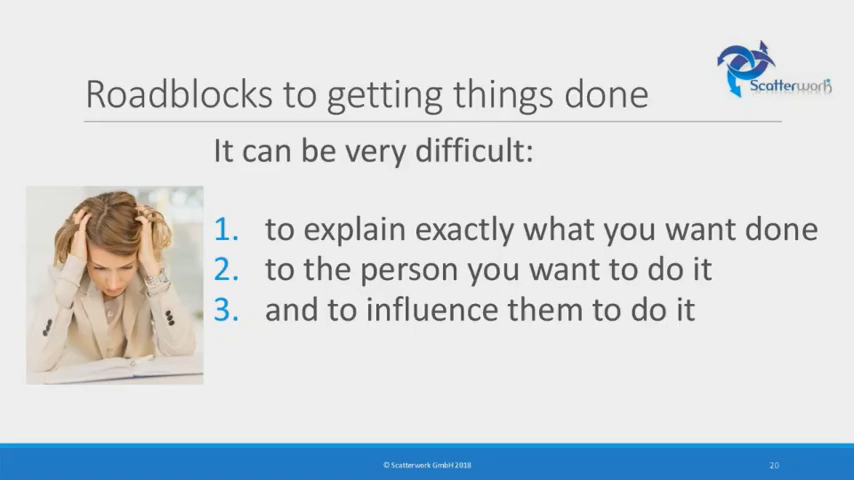 Scatterwork
Roadblocks to getting things done
It can be very difficult:
1. to explain exactly what you want done
2. to the person you want to do it
3. and to influence them to do it
© Scatterwork GmbH 2018
20